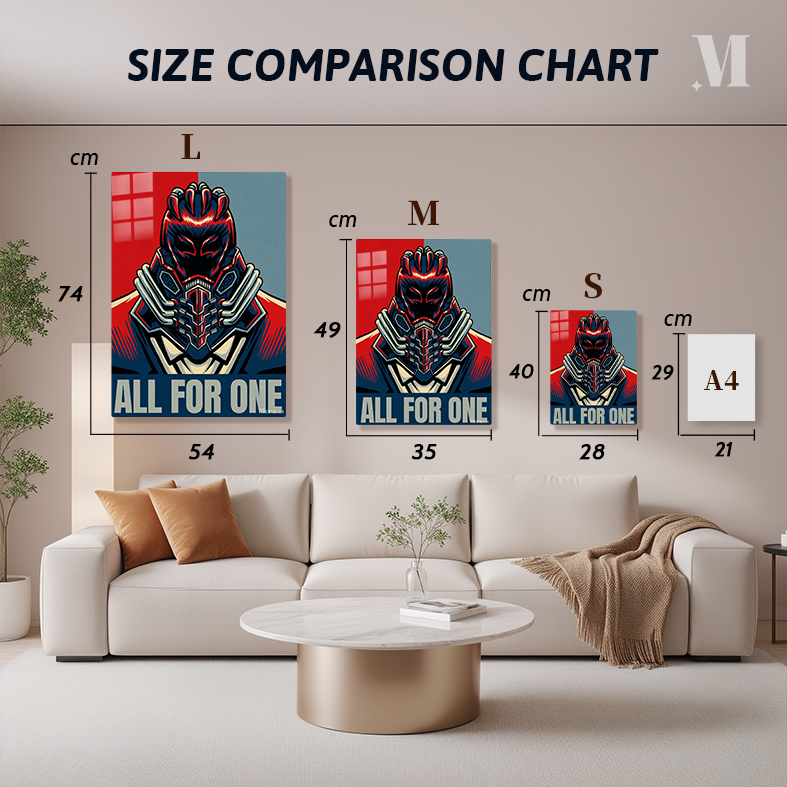 SIZE COMPARISON CHART
M
cm
L
74
ALL FOR ONE
54
cm
M
49
ALL FOR ONE
35
cm
S
40
ALL FOR ONE
28
cm
29
A4
21